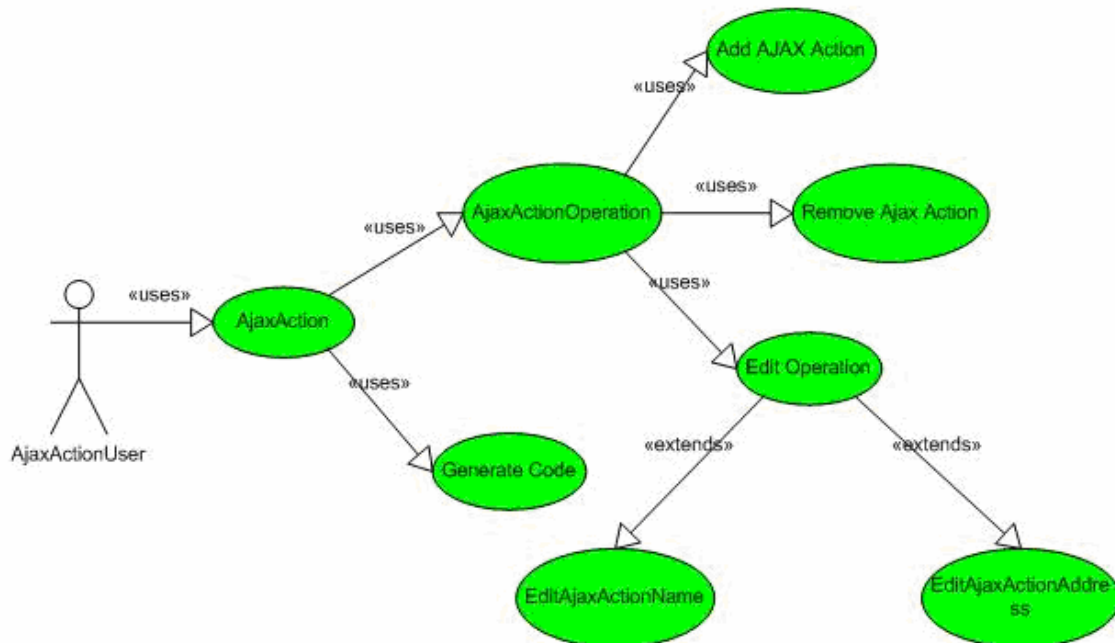 Add AJAX Action
«uses»
AjaxActionOperation
«uses»
Remove Ajax Action
«uses»
«uses»
«uses»
AjaxAction
Edit Operation
«uses»
AjaxActionUser
Generate Code
«extends»
«extends»
EditAjaxActionName
EditAjaxActionAddre
ss